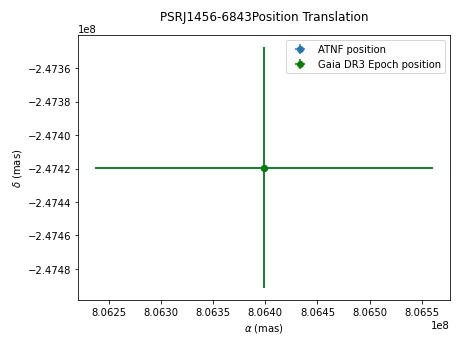 PSRJ1456-6843Position Translation
1e8
ATNF position
Gaia DR3 Epoch position
−2.4736
−2.4738
−2.4740
−2.4742
−2.4744
−2.4746
−2.4748
δ (mas)
8.0625 8.0630 8.0635 8.0640 8.0645 8.0650 8.0655
α (mas)
1e8